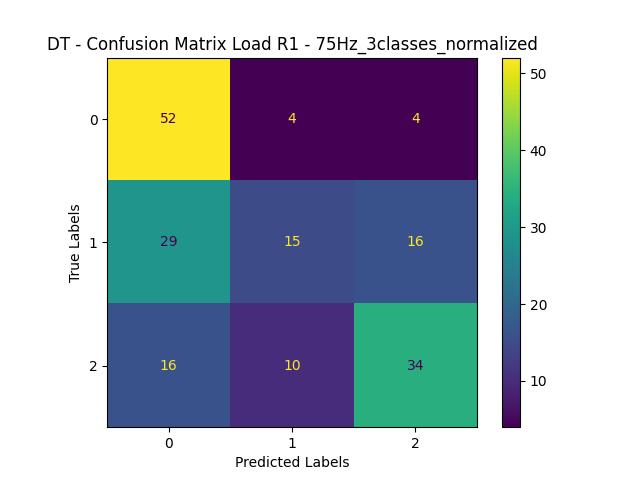 DT - Confusion Matrix Load R1 - 75Hz_3classes_normalized
50
0 52 4 4
40
30
1 29 15 16
True Labels
20
2 16 10 34
10
0 1 2
Predicted Labels